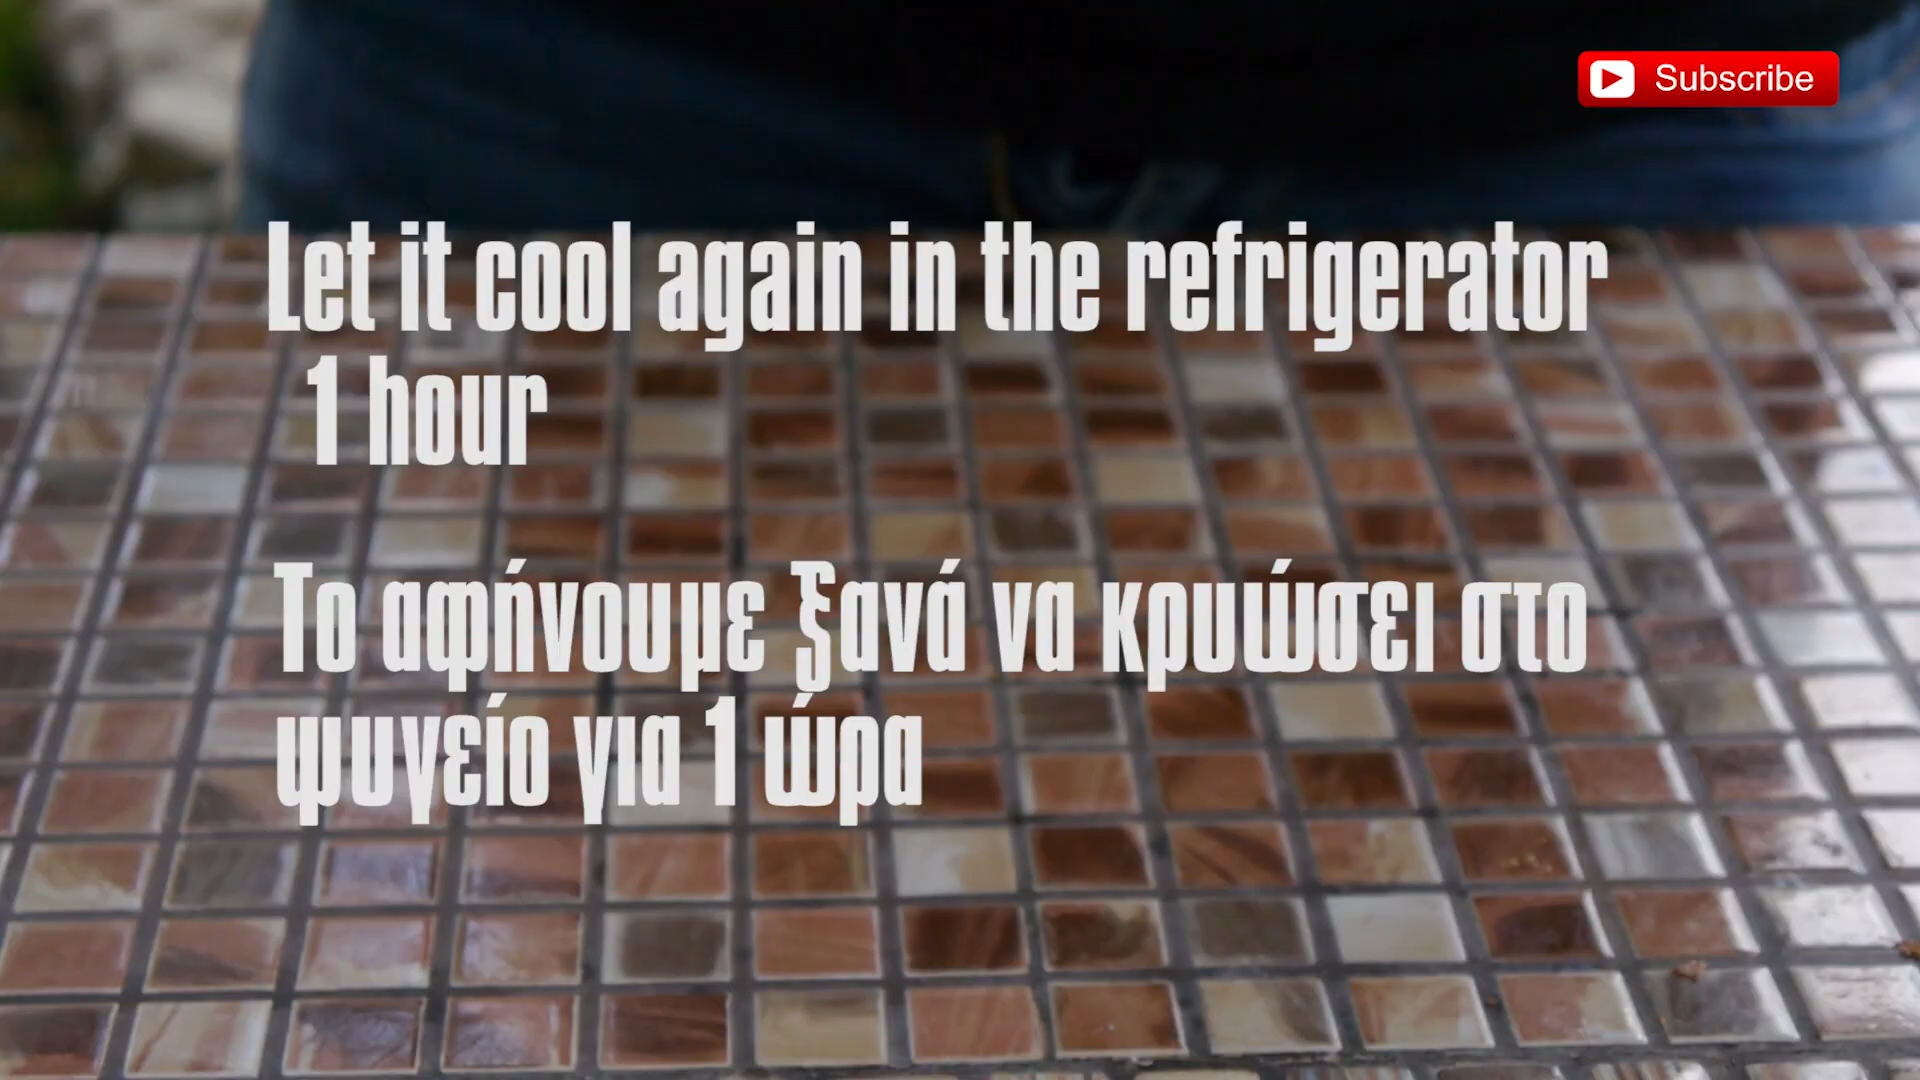 Subscribe
Let it cool again in the refrigerator
1 hour
Το αφήνουμε ξανά να κρυώσει στο
ψυγείο για 1 ώρα